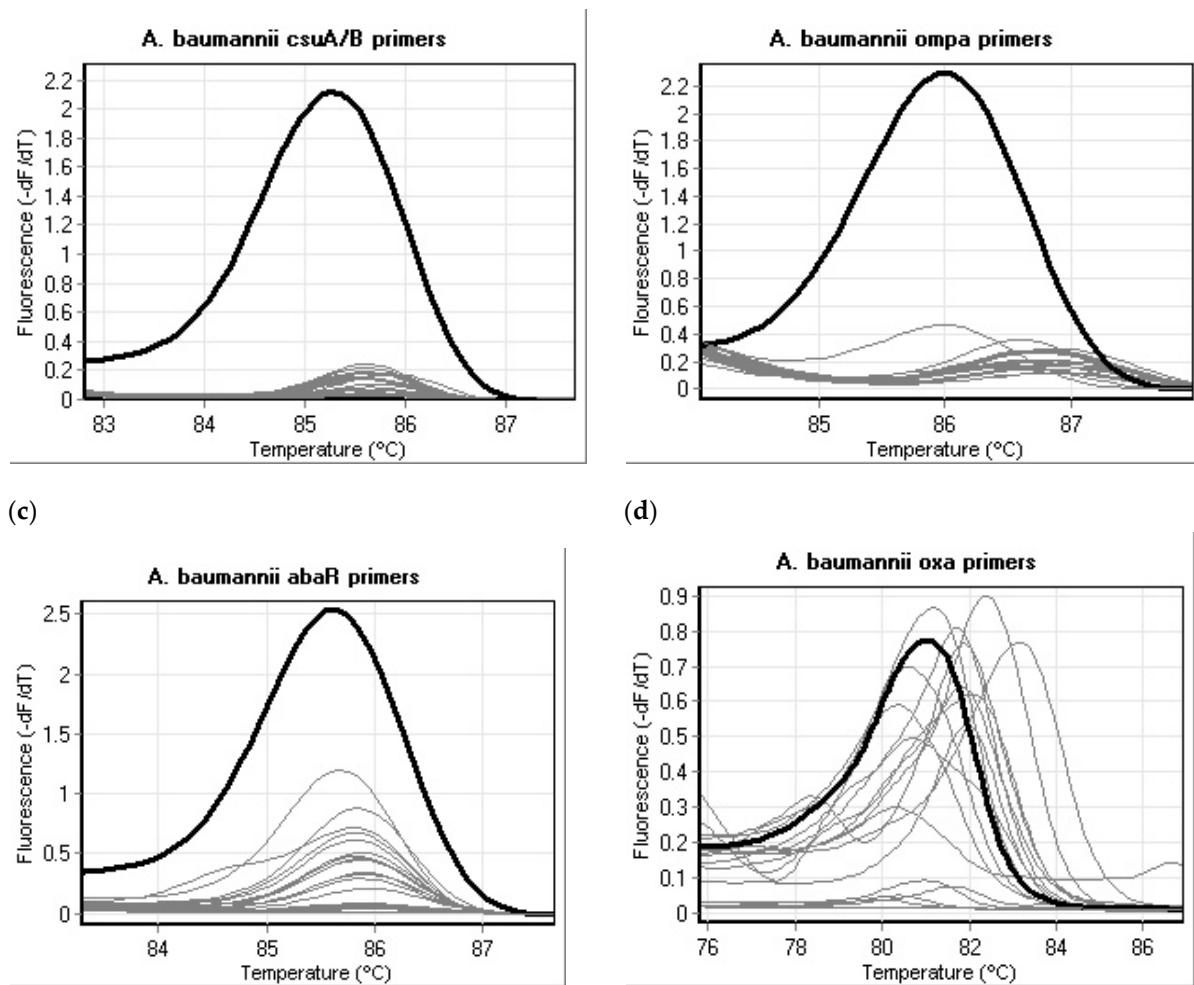 A. baumannii csuA/B primers
Fluorescence (-dF/dT)
2.2
2
1.8
1.6
1.4
1.2
1
0.8
0.6
0.4
0.2
0
83 84 85 86 87
Temperature (°C)
A. baumannii ompa primers
Flourescence (-dF/dT)
2.2
2
1.8
1.6
1.4
1.2
1
0.8
0.6
0.4
0.2
0
85 86 87
Temperature (°C)
(c)
(d)
A. baumannii abaR primers
Fluorescence (-dF/dT)
2.5
2
1.5
1
0.5
0
84 85 86 87
Temperature (°C)
A. baumannii oxa primers
Fluorescence (-dF/dT)
0.9
0.8
0.7
0.6
0.5
0.4
0.3
0.2
0.1
0
76 78 80 82 84 86
Temperature (°C)